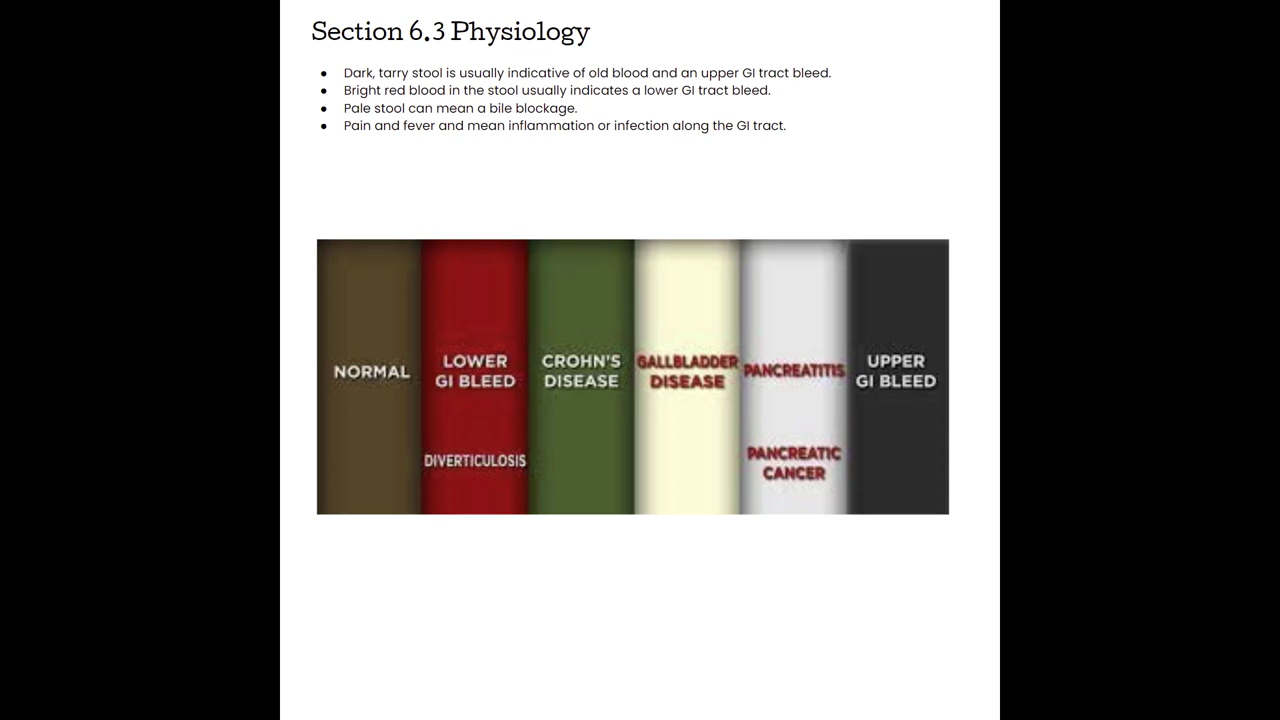 Section 6.3 Physiology
● Dark, tarry stool is usually indicative of old blood and an upper GI tract bleed.
● Bright red blood in the stool usually indicates a lower GI tract bleed.
● Pale stool can mean a bile blockage.
● Pain and fever and mean inflammation or infection along the GI tract.
NORMAL
LOWER
GI BLEED
DIVERTICULOSIS
CROHN'S
DISEASE
GALLBLADDER
DISEASE
PANCREATITIS
PANCREATIC
CANCER
UPPER
GI BLEED